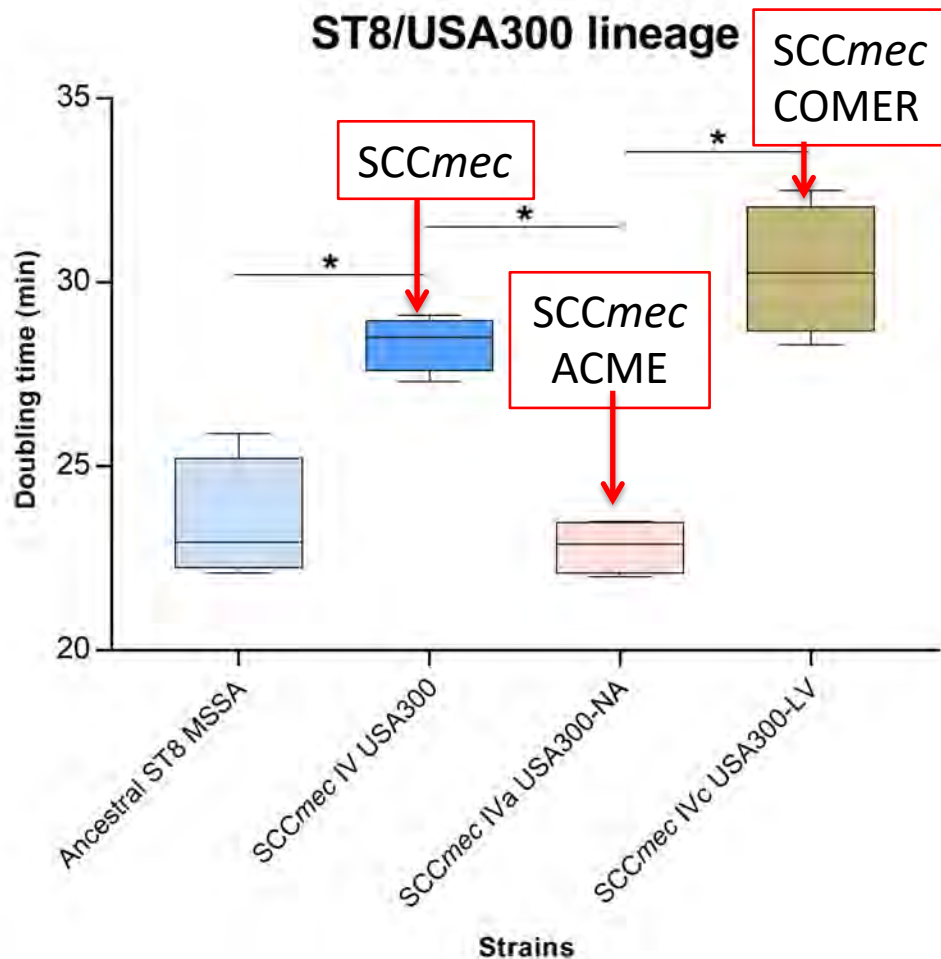 ST8/USA300 lineage
SCCmec
COMER
SCCmec
SCCmec
ACME
*
*
*
Doubling time (min)
35
30
25
20
Ancestral ST8 MSSA
SCCmec IV USA300
SCCmec IVa USA300-NA
SCCmec IVc USA300-LV
Strains